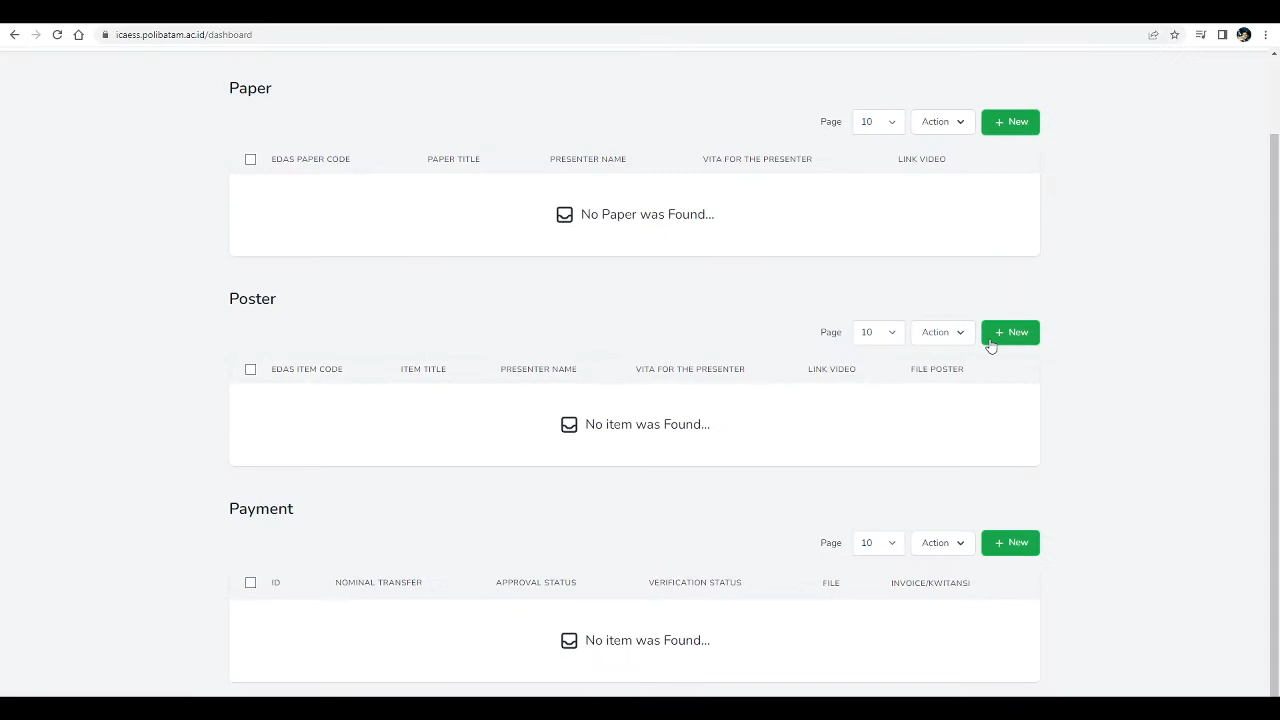 icaess.polibatam.ac.id/dashboard
Paper
Page 10 Action + New
EDAS PAPER CODE PAPER TITLE PRESENTER NAME VITA FOR THE PRESENTER LINK VIDEO
No Paper was Found...
Poster
Page 10 Action + New
EDAS ITEM CODE ITEM TITLE PRESENTER NAME VITA FOR THE PRESENTER LINK VIDEO FILE POSTER
No item was Found...
Payment
Page 10 Action + New
ID NOMINAL TRANSFER APPROVAL STATUS VERIFICATION STATUS FILE INVOICE/KWITANSI
No item was Found...